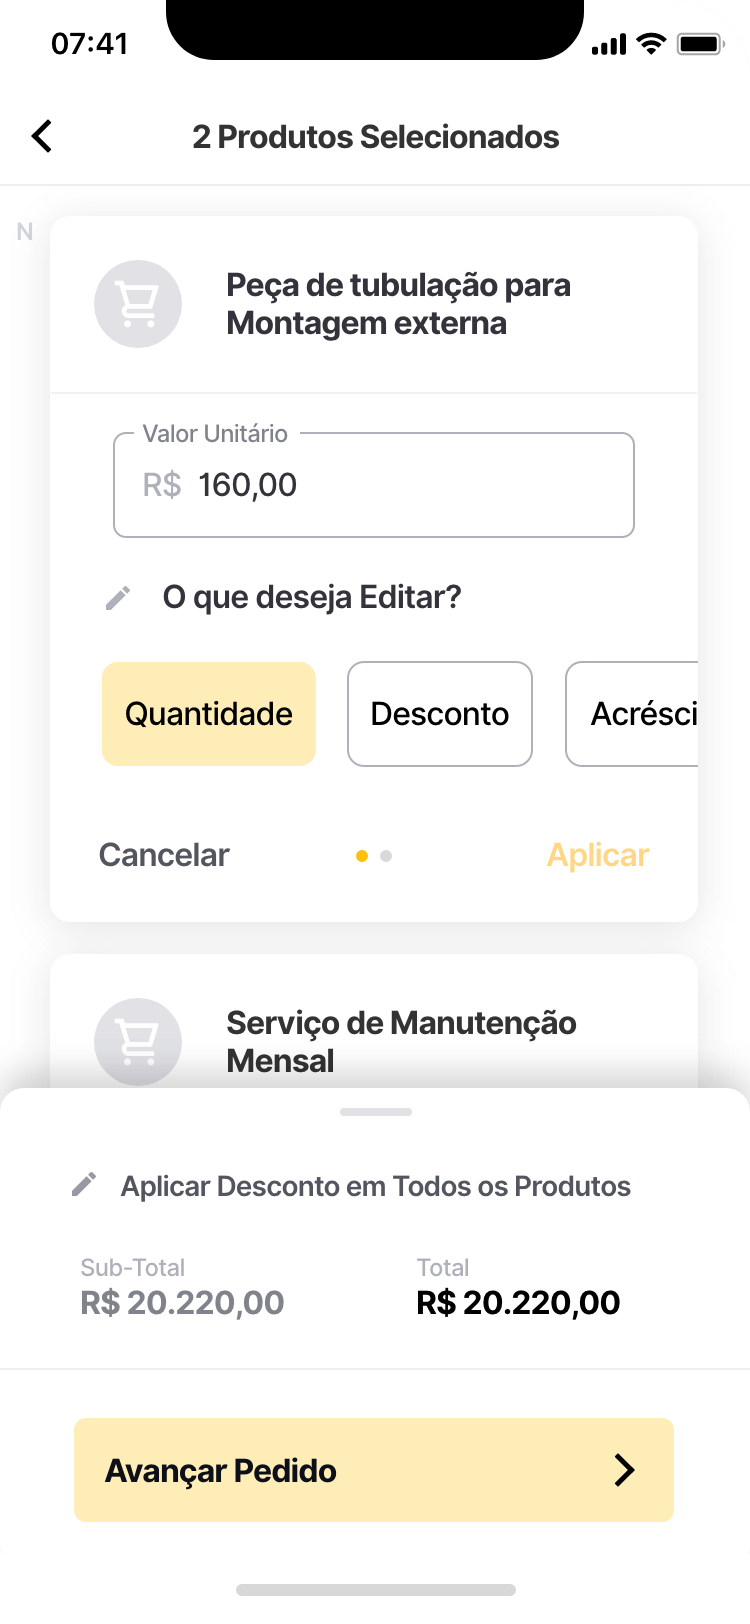 07:41
2 Produtos Selecionados
N
Peça de tubulação para
Montagem externa
Valor Unitário
R$ 160,00
O que deseja Editar?
Quantidade
Desconto
Acrésci
Cancelar
Aplicar
Serviço de Manutenção
Mensal
Aplicar Desconto em Todos os Produtos
Sub-Total
R$ 20.220,00
Total
R$ 20.220,00
Avançar Pedido